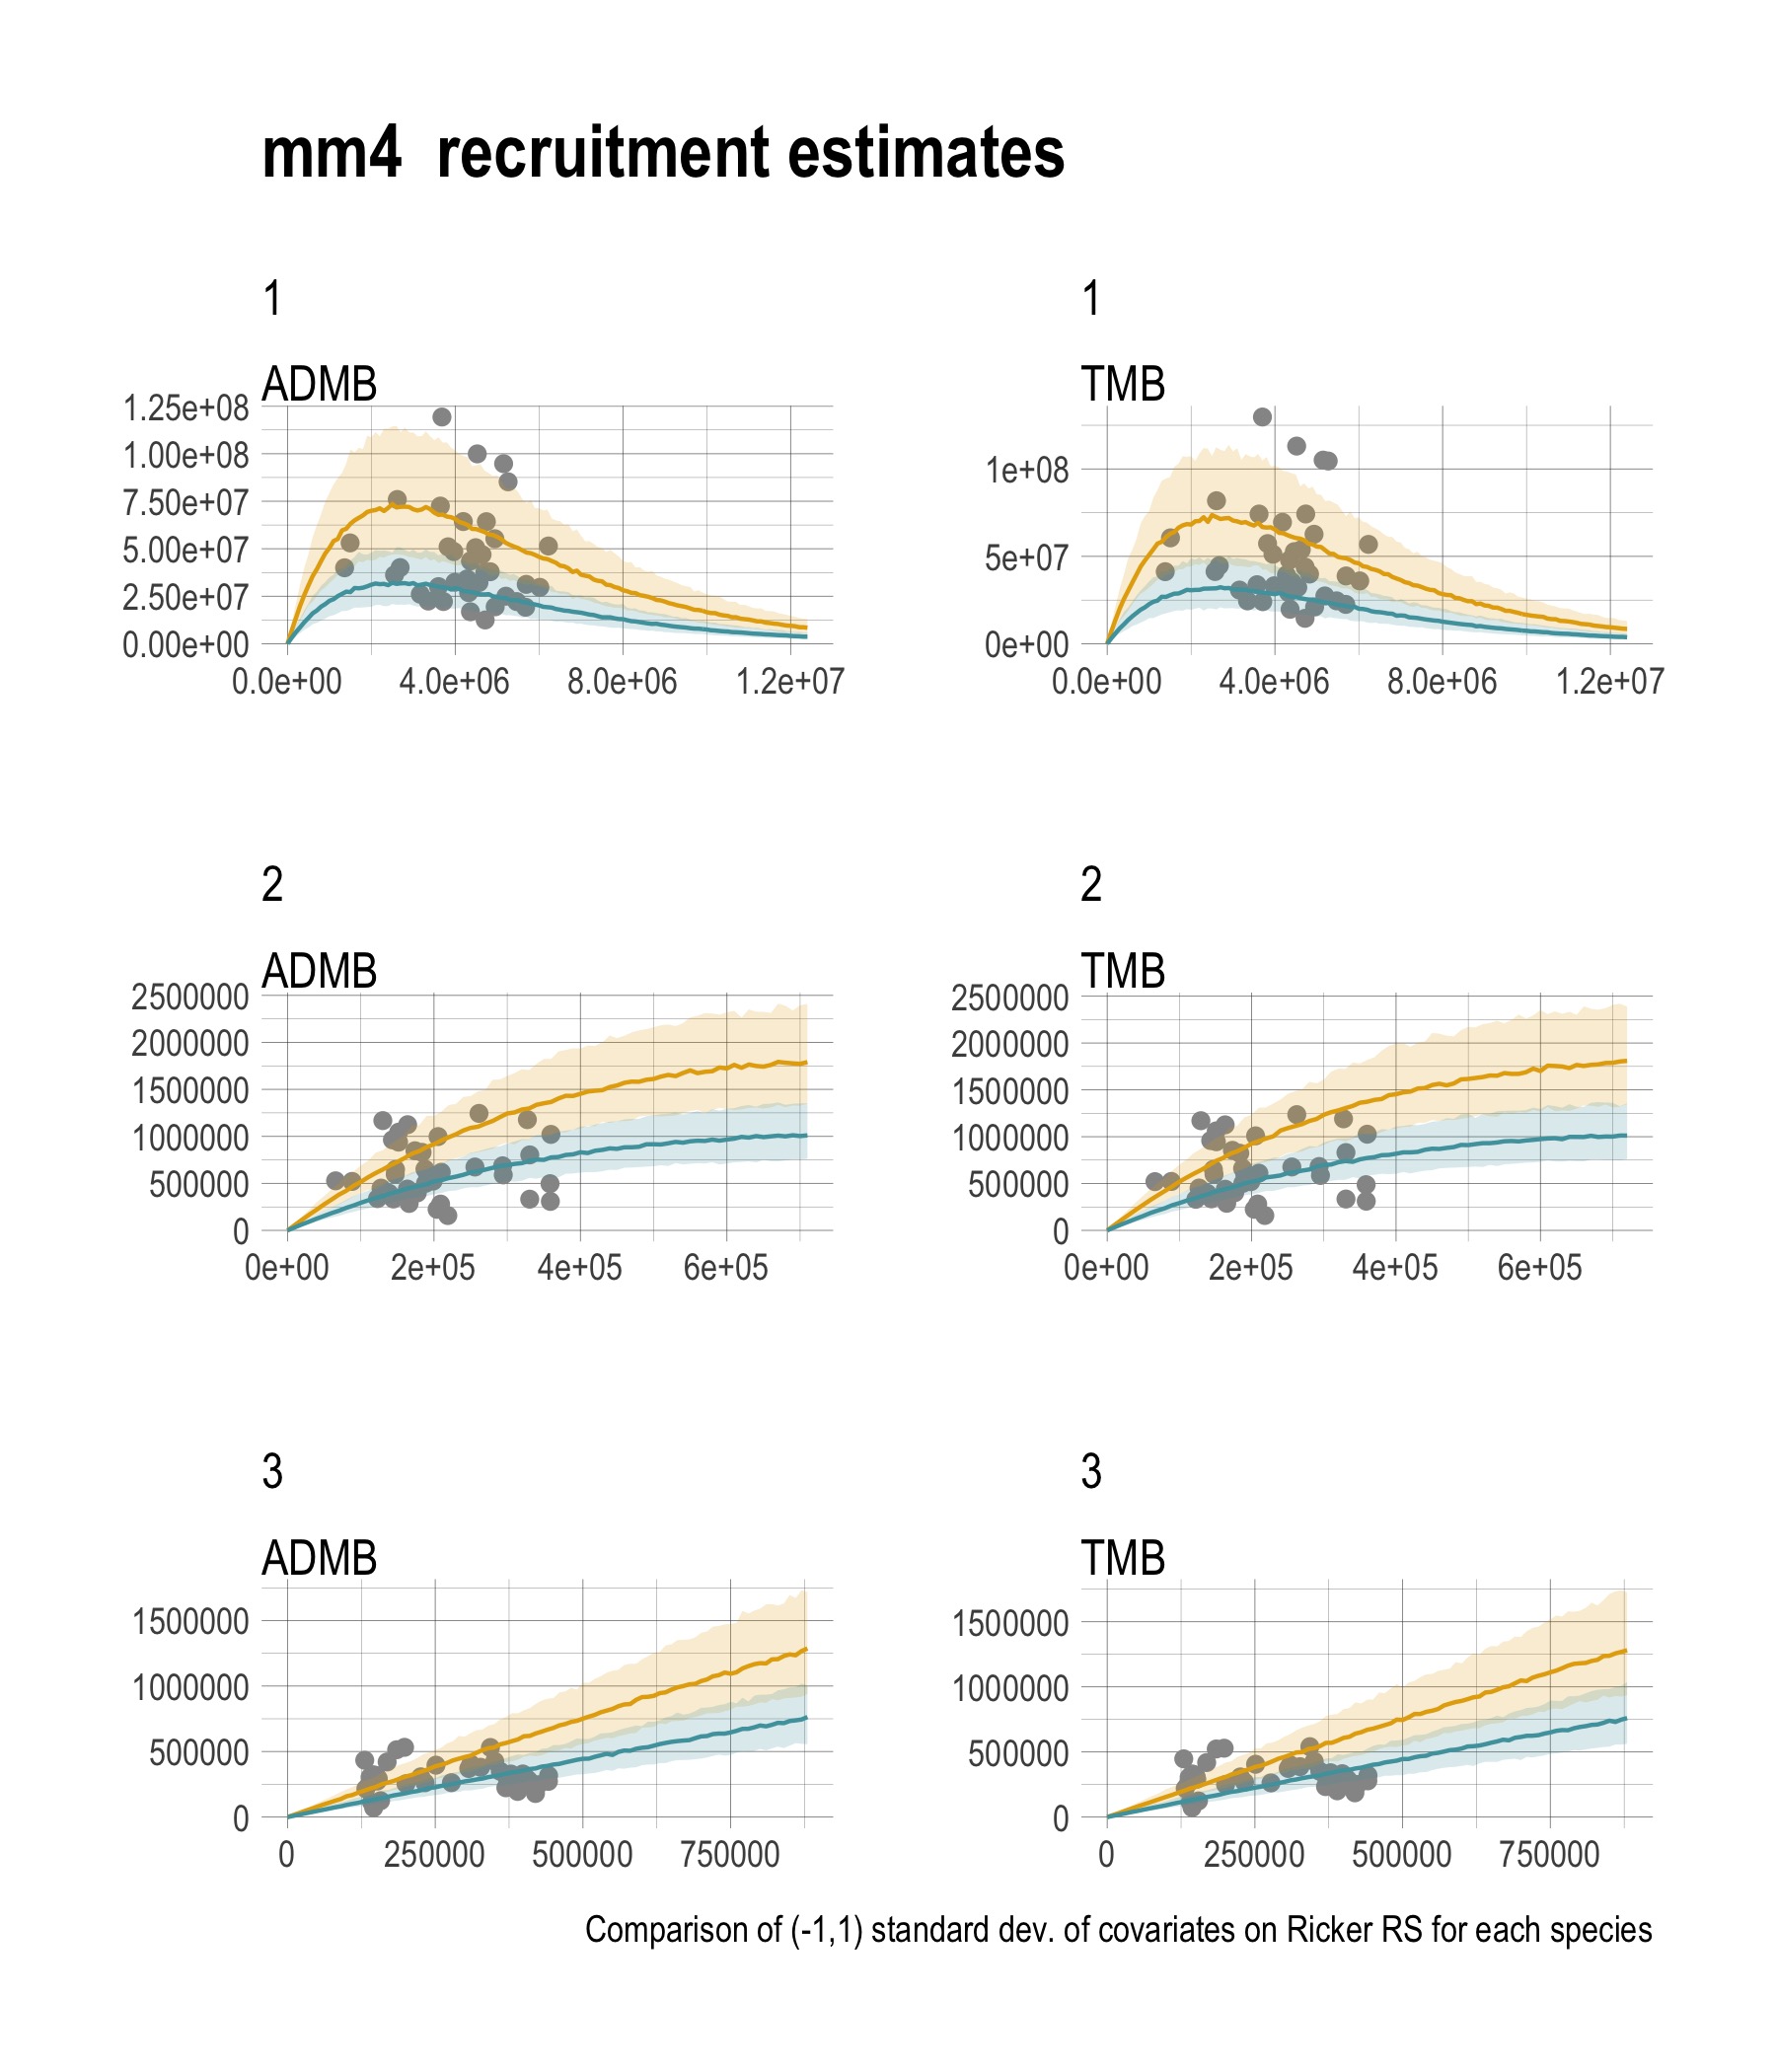 mm4  recruitment estimates
1
1
ADMB
TMB
1.25e+08
1.00e+08
7.50e+07
5.00e+07
2.50e+07
0.00e+00
1e+08
5e+07
0e+00
0.0e+00 4.0e+06 8.0e+06 1.2e+07
0.0e+00 4.0e+06 8.0e+06 1.2e+07
2
2
ADMB
TMB
2500000
2000000
1500000
1000000
500000
0
2500000
2000000
1500000
1000000
500000
0
0e+00 2e+05 4e+05 6e+05
0e+00 2e+05 4e+05 6e+05
3
3
ADMB
TMB
1500000
1000000
500000
0
1500000
1000000
500000
0
0 250000 500000 750000
0 250000 500000 750000
Comparison of (-1,1) standard dev. of covariates on Ricker RS for each species